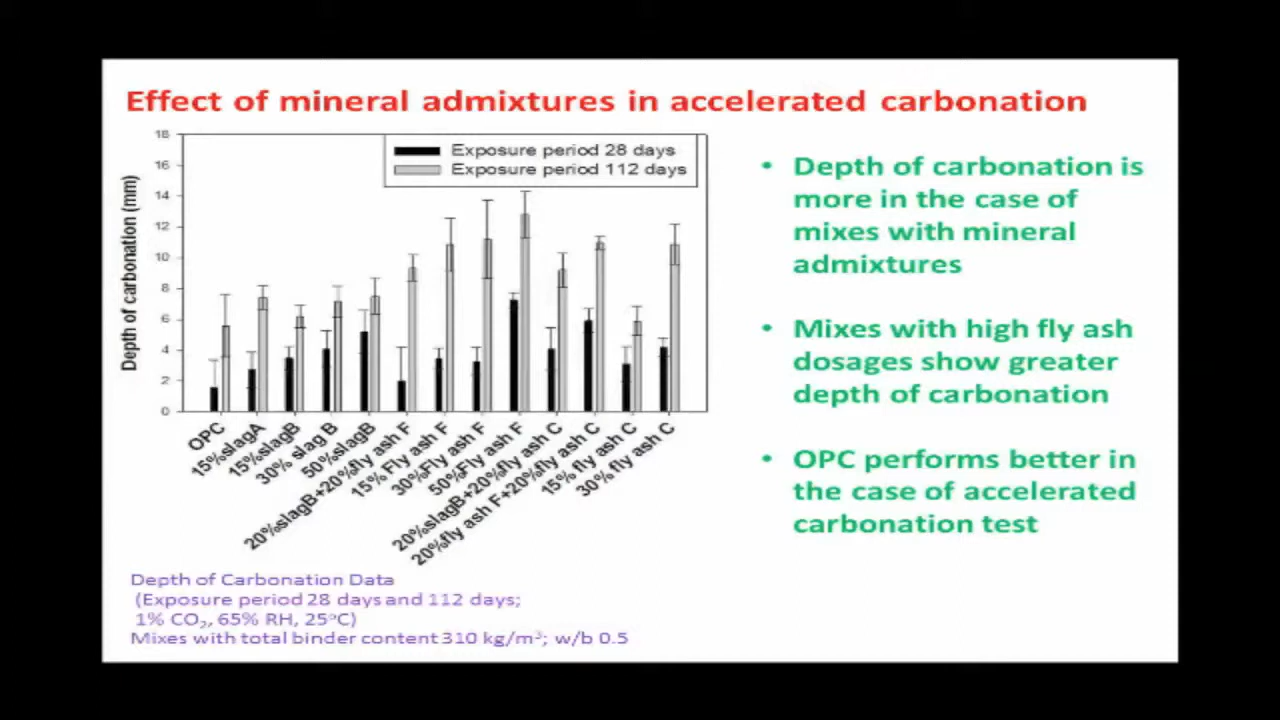 Effect of mineral admixtures in accelerated carbonation
18
16
14
12
10
8
6
4
2
0
Depth of carbonation (mm)
Exposure period 28 days
Exposure period 112 days
OPC
15%slagA
15%slagB
30% slag B
50%slagB
20%slagB+20%fly ash F
15% Fly ash F
30%Fly ash F
50%Fly ash F
20%slagB+20%fly ash C
20%fly ash F+20%fly ash C
15% fly ash C
30% fly ash C
Depth of Carbonation Data
(Exposure period 28 days and 112 days;
1% CO₂, 65% RH, 25°C)
Mixes with total binder content 310 kg/m³; w/b 0.5
• Depth of carbonation is
more in the case of
mixes with mineral
admixtures
• Mixes with high fly ash
dosages show greater
depth of carbonation
• OPC performs better in
the case of accelerated
carbonation test